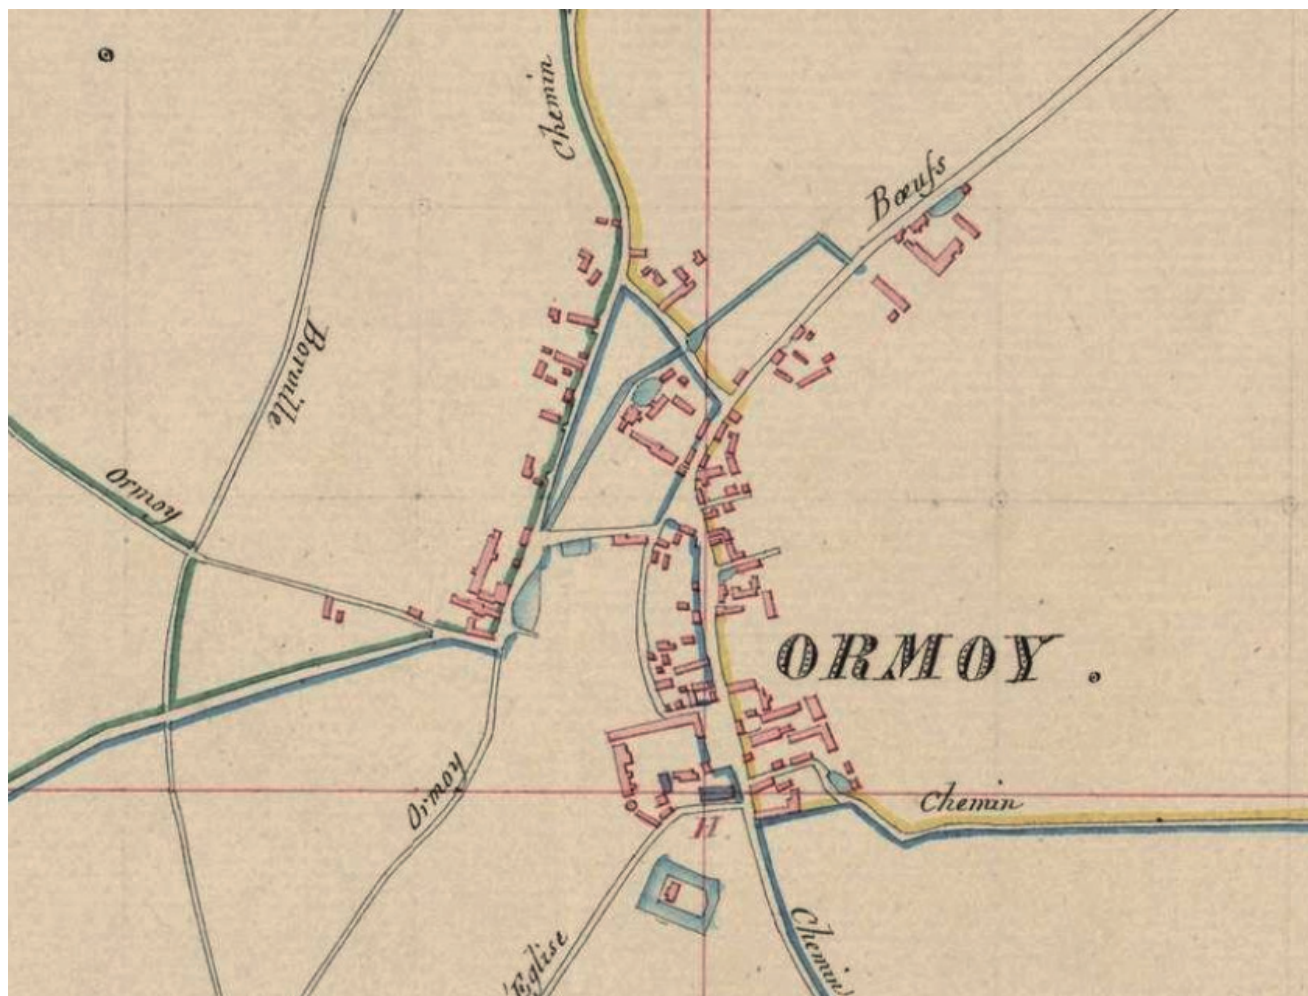 Chemin
Bœufs
Borville
Ormoy
ORMOY.
Ormoy
Chemin
H.
Chemin
l'Eglise